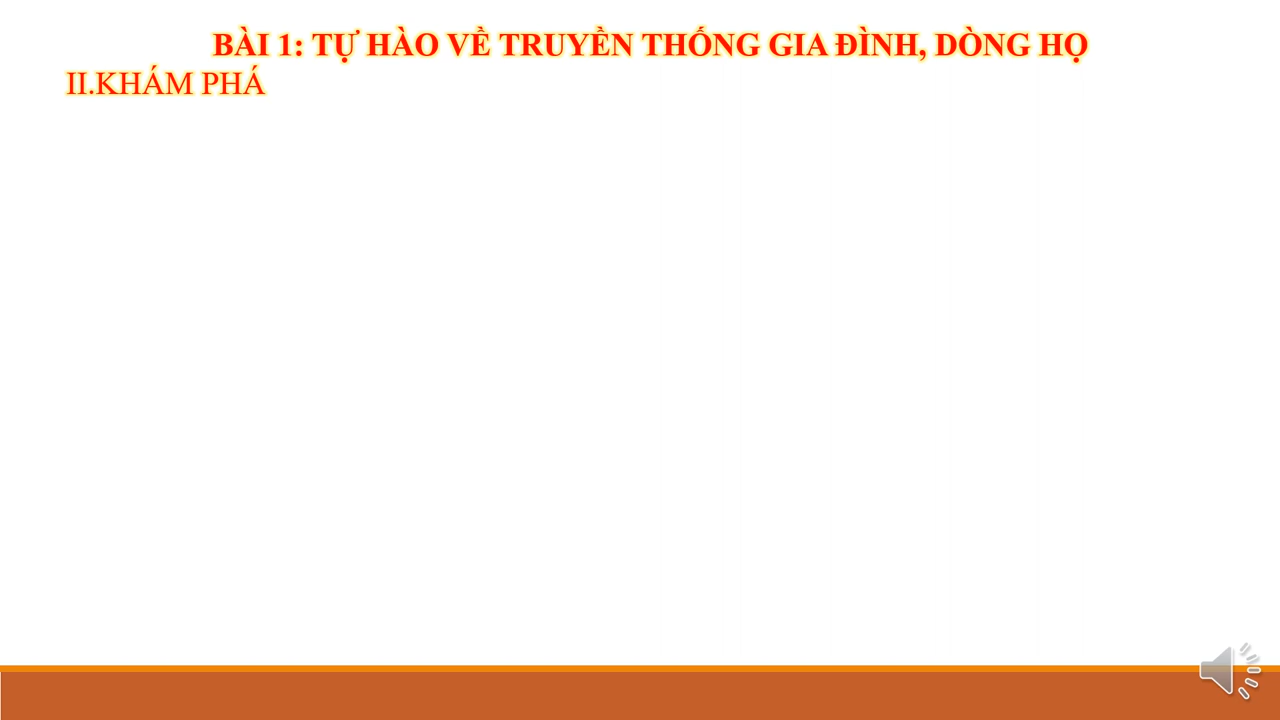 BÀI 1: TỰ HÀO VỀ TRUYỀN THỐNG GIA ĐÌNH, DÒNG HỌ
II.KHÁM PHÁ